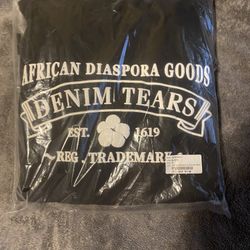 AFRICAN DIASPORA GOODS
DENIM TEARS
EST. 1619
REG. TRADEMARK